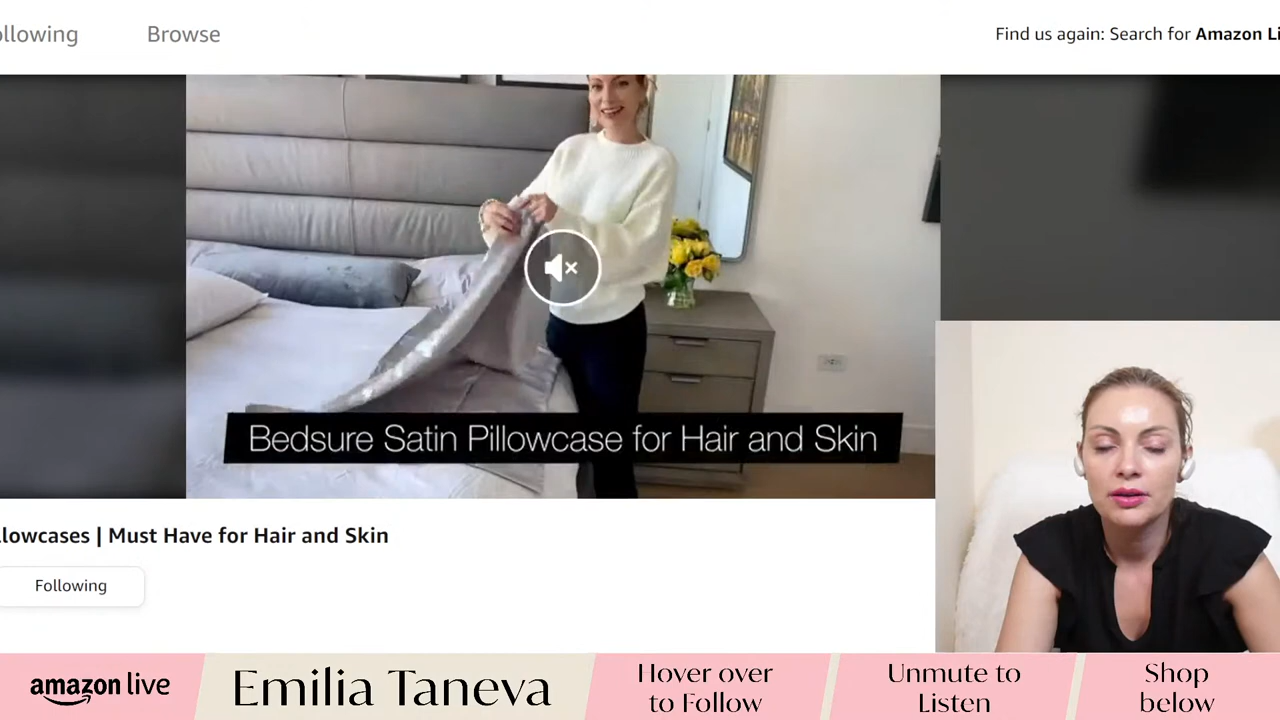 ollowing
Browse
Find us again: Search for Amazon Li
Bedsure Satin Pillowcase for Hair and Skin
llowcases | Must Have for Hair and Skin
Following
amazon live
Emilia Taneva
Hover over
to Follow
Unmute to
Listen
Shop
below